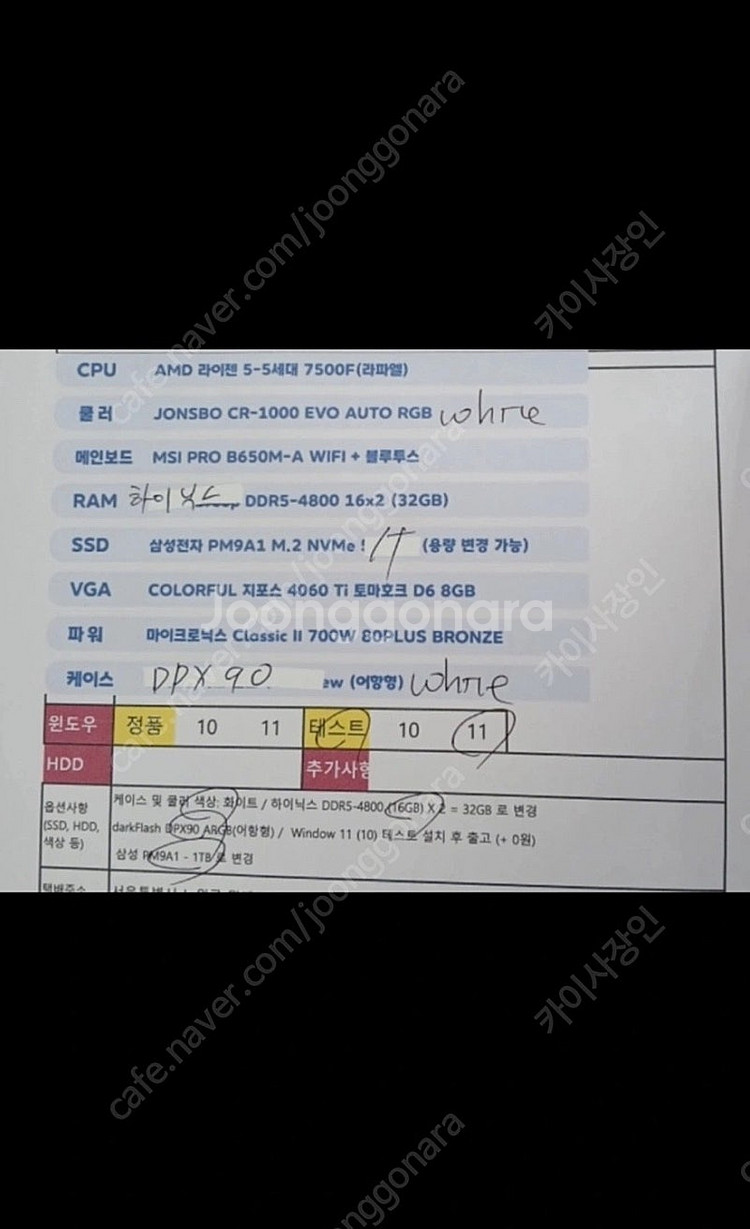 CPU AMD 라이젠 5-5세대 7500F(라파엘)
쿨러 JONSBO CR-1000 EVO AUTO RGB white
메인보드 MSI PRO B650M-A WIFI + 블루투스
RAM 하이닉스 DDR5-4800 16x2 (32GB)
SSD 삼성전자 PM9A1 M.2 NVMe 1T (용량 변경 가능)
VGA COLORFUL 지포스 4060 Ti 토마호크 D6 8GB
파워 마이크로닉스 Classic II 700W 80PLUS BRONZE
케이스 DPX90 ew (어항형) white
윈도우 정품 10 11 테스트 10 11
HDD 추가사항
옵션사항
(SSD, HDD,
색상 등)
케이스 및 쿨러 색상: 화이트 / 하이닉스 DDR5-4800 (16GB) X 2 = 32GB 로 변경
darkFlash DPX90 ARGB(어항형) / Window 11 (10) 테스트 설치 후 출고 (+ 0원)
삼성 PM9A1 - 1TB로 변경
택배주소
Joonggonara
cafe.naver.com/joonggonara
카이사장인